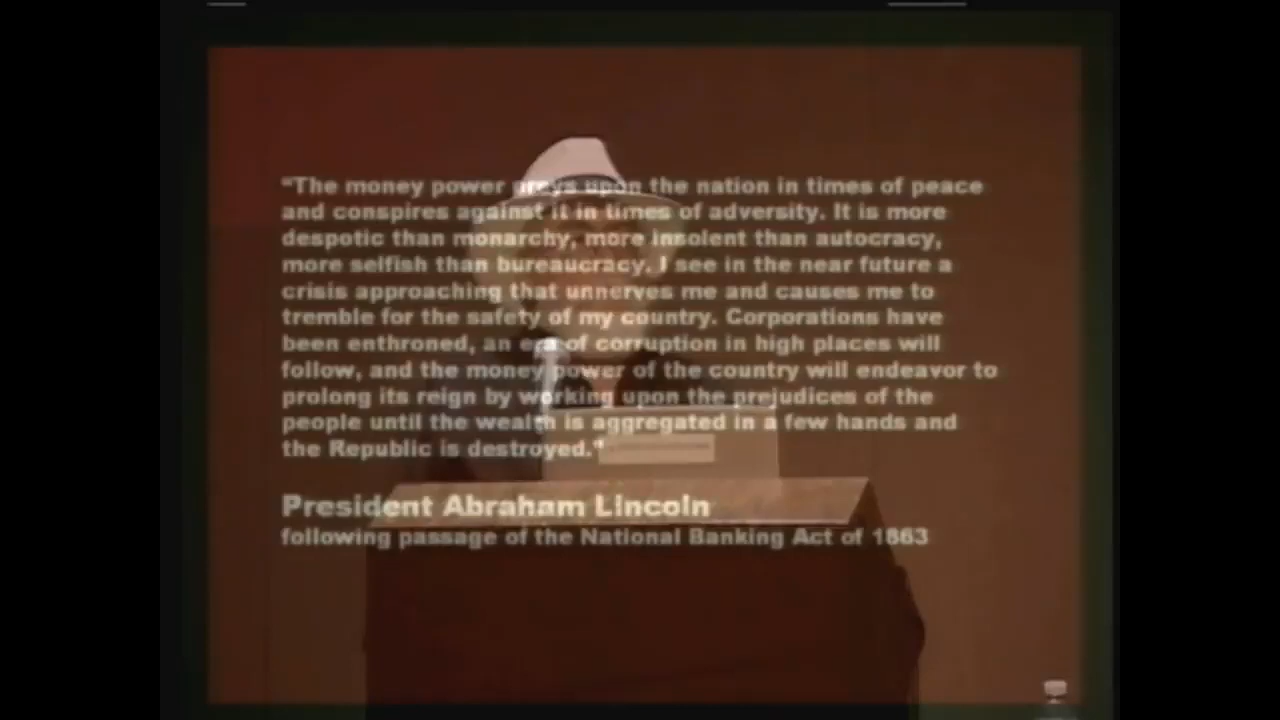 “The money power preys upon the nation in times of peace
and conspires against it in times of adversity. It is more
despotic than monarchy, more insolent than autocracy,
more selfish than bureaucracy. I see in the near future a
crisis approaching that unnerves me and causes me to
tremble for the safety of my country. Corporations have
been enthroned, an era of corruption in high places will
follow, and the money power of the country will endeavor to
prolong its reign by working upon the prejudices of the
people until the wealth is aggregated in a few hands and
the Republic is destroyed."
President Abraham Lincoln
following passage of the National Banking Act of 1863